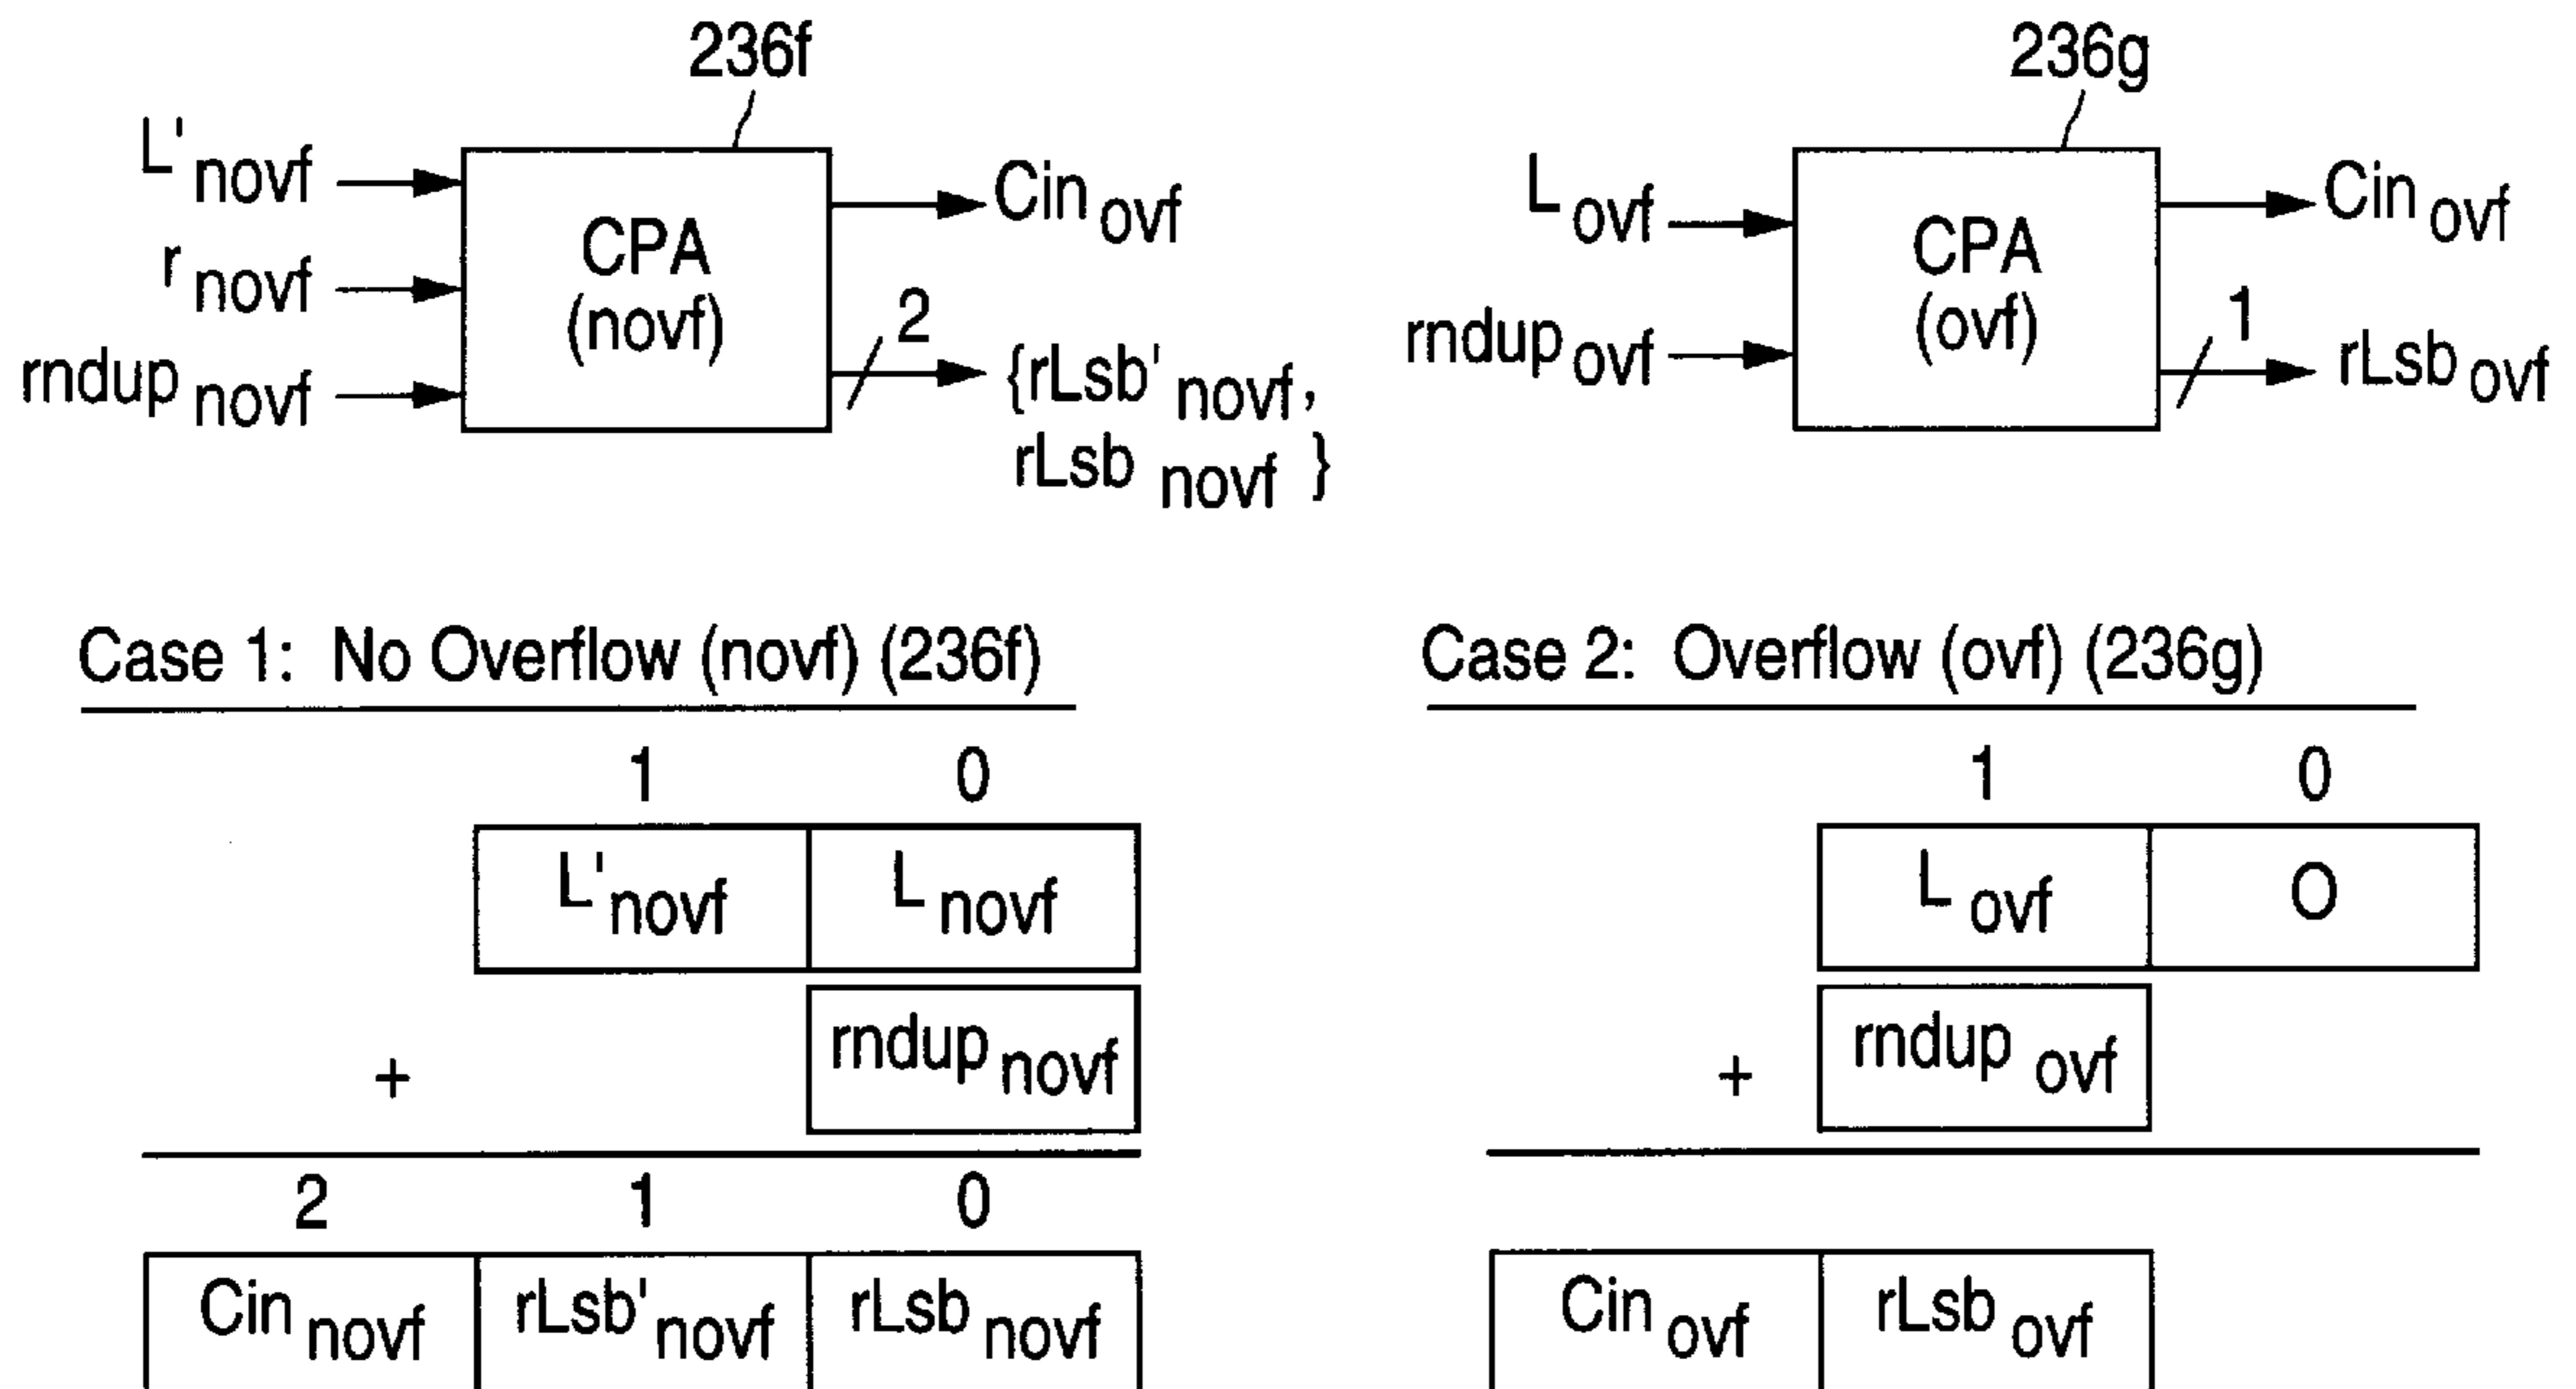 236f
L'novf
rnovf
rndupnovf
CPA
(novf)
Cinovf
2
{rLsb'novf,
rLsbnovf}
236g
Lovf
rndupovf
CPA
(ovf)
Cinovf
1
rLsbovf
Case 1: No Overflow (novf) (236f)
1 0
L'novf Lnovf
+ rndupnovf
2 1 0
Cinnovf rLsb'novf rLsbnovf
Case 2: Overflow (ovf) (236g)
1 0
Lovf O
+ rndupovf
Cinovf rLsbovf